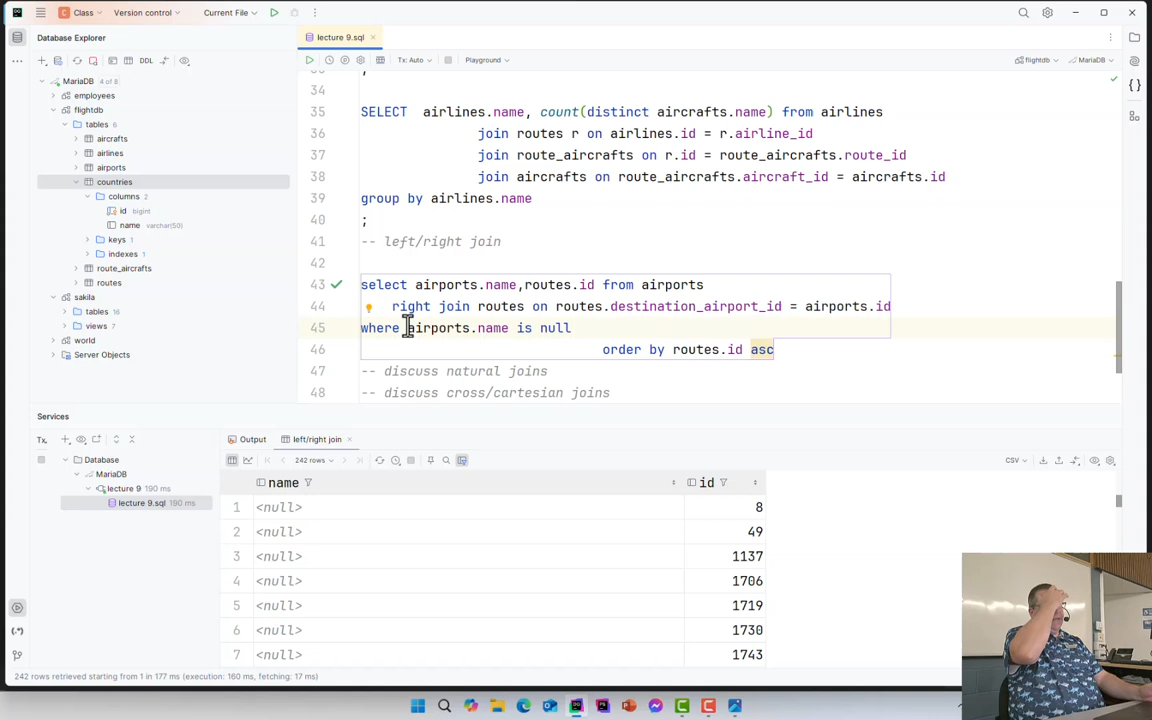 Class Version control Current File
Database Explorer
DDL
MariaDB 4 of 8
employees
flightdb
tables 6
aircrafts
airlines
airports
countries
columns 2
id bigint
name varchar(50)
keys 1
indexes 1
route_aircrafts
routes
sakila
tables 16
views 7
world
Server Objects
lecture 9.sql
Tx: Auto Playground flightdb MariaDB
34
35 SELECT airlines.name, count(distinct aircrafts.name) from airlines
36 join routes r on airlines.id = r.airline_id
37 join route_aircrafts on r.id = route_aircrafts.route_id
38 join aircrafts on route_aircrafts.aircraft_id = aircrafts.id
39 group by airlines.name
40 ;
41 -- left/right join
42
43 select airports.name,routes.id from airports
44 right join routes on routes.destination_airport_id = airports.id
45 where airports.name is null
46 order by routes.id asc
47 -- discuss natural joins
48 -- discuss cross/cartesian joins
Services
Tx
Database
MariaDB
lecture 9 190 ms
lecture 9.sql 190 ms
Output left/right join
242 rows CSV
name id
1 <null> 8
2 <null> 49
3 <null> 1137
4 <null> 1706
5 <null> 1719
6 <null> 1730
7 <null> 1743
242 rows retrieved starting from 1 in 177 ms (execution: 160 ms, fetching: 17 ms)